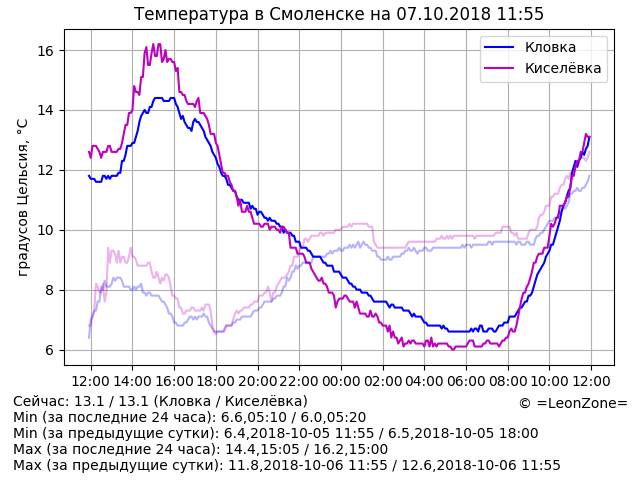 Температура в Смоленске на 07.10.2018 11:55
Кловка
Киселёвка
градусов Цельсия, °C
16
14
12
10
8
6
12:00 14:00 16:00 18:00 20:00 22:00 00:00 02:00 04:00 06:00 08:00 10:00 12:00
Сейчас: 13.1 / 13.1 (Кловка / Киселёвка)
© =LeonZone=
Min (за последние 24 часа): 6.6,05:10 / 6.0,05:20
Min (за предыдущие сутки): 6.4,2018-10-05 11:55 / 6.5,2018-10-05 18:00
Max (за последние 24 часа): 14.4,15:05 / 16.2,15:00
Max (за предыдущие сутки): 11.8,2018-10-06 11:55 / 12.6,2018-10-06 11:55